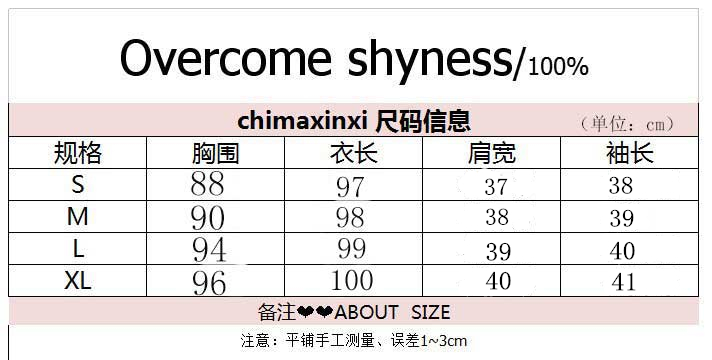 Overcome shyness/100%
chimaxinxi 尺码信息 （单位：cm）
规格 胸围 衣长 肩宽 袖长
S 88 97 37 38
M 90 98 38 39
L 94 99 39 40
XL 96 100 40 41
备注❤❤ABOUT SIZE
注意：平铺手工测量、误差1~3cm